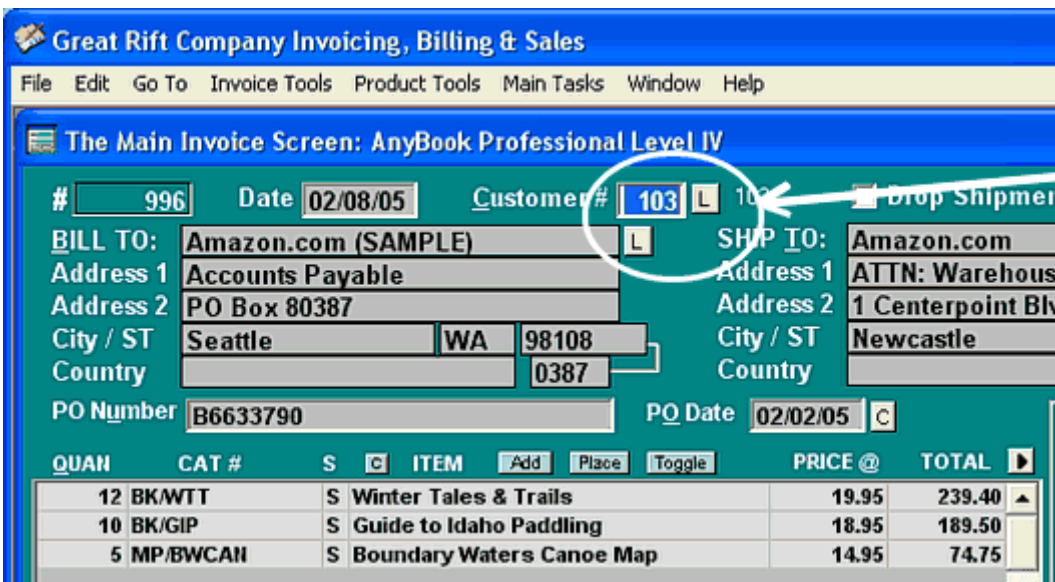 Great Rift Company Invoicing, Billing & Sales
File Edit Go To Invoice Tools Product Tools Main Tasks Window Help
The Main Invoice Screen: AnyBook Professional Level IV
# 996 Date 02/08/05 Customer# 103 L Drop Shipmen
BILL TO: Amazon.com (SAMPLE) L SHIP TO: Amazon.com
Address 1 Accounts Payable Address 1 ATTN: Warehous
Address 2 PO Box 80387 Address 2 1 Centerpoint Blv
City / ST Seattle WA 98108 City / ST Newcastle
Country 0387 Country
PO Number B6633790 PO Date 02/02/05 C
QUAN CAT # S C ITEM Add Place Toggle PRICE @ TOTAL
12 BK/WTT S Winter Tales & Trails 19.95 239.40
10 BK/GIP S Guide to Idaho Paddling 18.95 189.50
5 MP/BWCAN S Boundary Waters Canoe Map 14.95 74.75